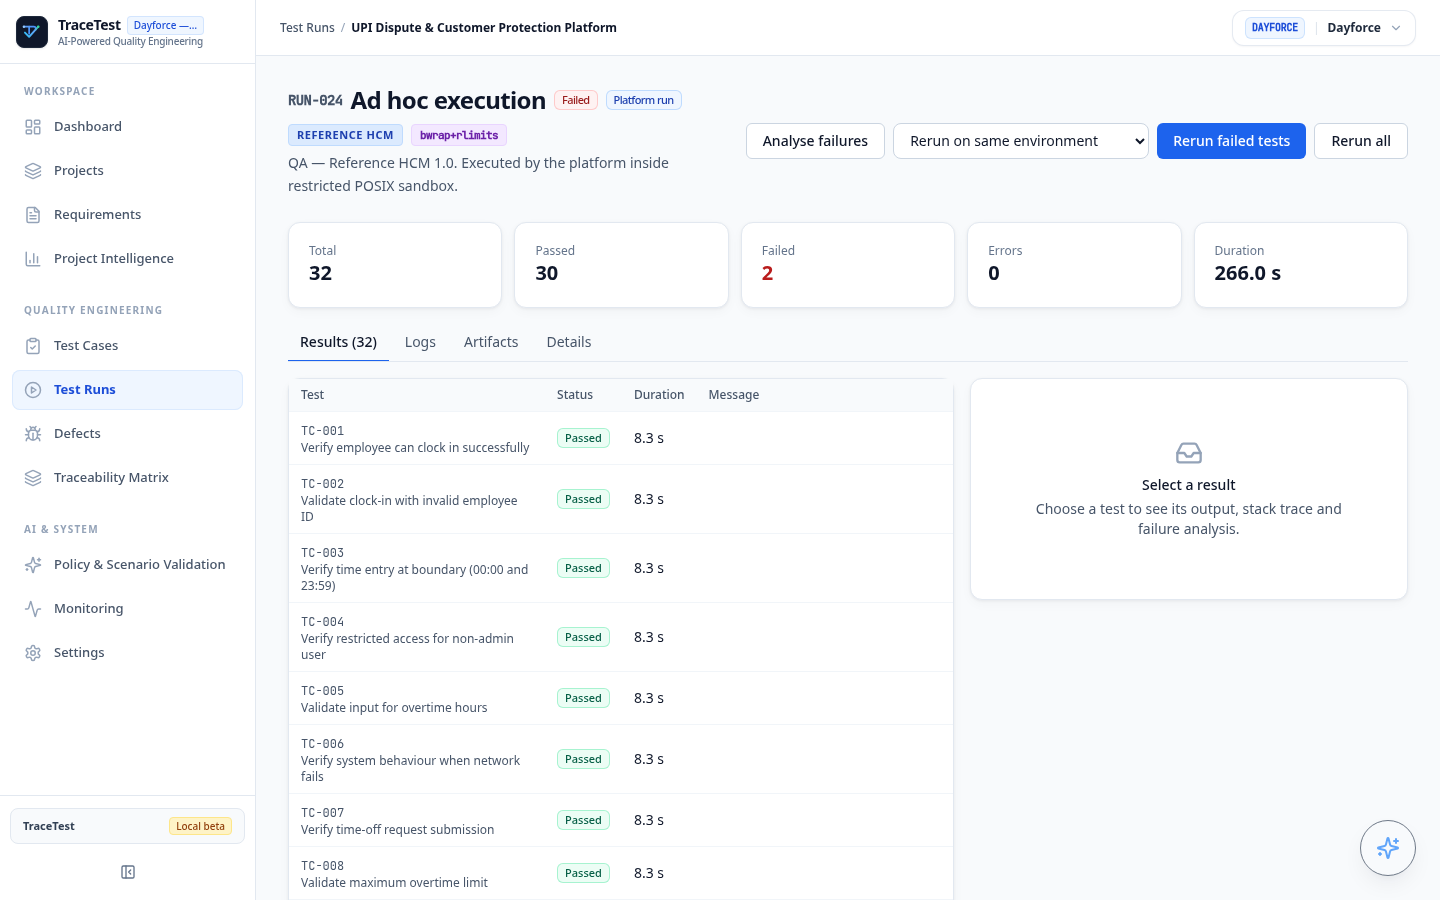 TraceTest Dayforce —...
AI-Powered Quality Engineering
WORKSPACE
Dashboard
Projects
Requirements
Project Intelligence
QUALITY ENGINEERING
Test Cases
Test Runs
Defects
Traceability Matrix
AI & SYSTEM
Policy & Scenario Validation
Monitoring
Settings
TraceTest Local beta
Test Runs / UPI Dispute & Customer Protection Platform
DAYFORCE Dayforce
RUN-024 Ad hoc execution Failed Platform run
REFERENCE HCM bwrap+rlimits
QA — Reference HCM 1.0. Executed by the platform inside
restricted POSIX sandbox.
Analyse failures Rerun on same environment Rerun failed tests Rerun all
Total Passed Failed Errors Duration
32 30 2 0 266.0 s
Results (32) Logs Artifacts Details
Test Status Duration Message
TC-001
Verify employee can clock in successfully
Passed 8.3 s
TC-002
Validate clock-in with invalid employee
ID
Passed 8.3 s
TC-003
Verify time entry at boundary (00:00 and
23:59)
Passed 8.3 s
TC-004
Verify restricted access for non-admin
user
Passed 8.3 s
TC-005
Validate input for overtime hours
Passed 8.3 s
TC-006
Verify system behaviour when network
fails
Passed 8.3 s
TC-007
Verify time-off request submission
Passed 8.3 s
TC-008
Validate maximum overtime limit
Passed 8.3 s
Select a result
Choose a test to see its output, stack trace and
failure analysis.